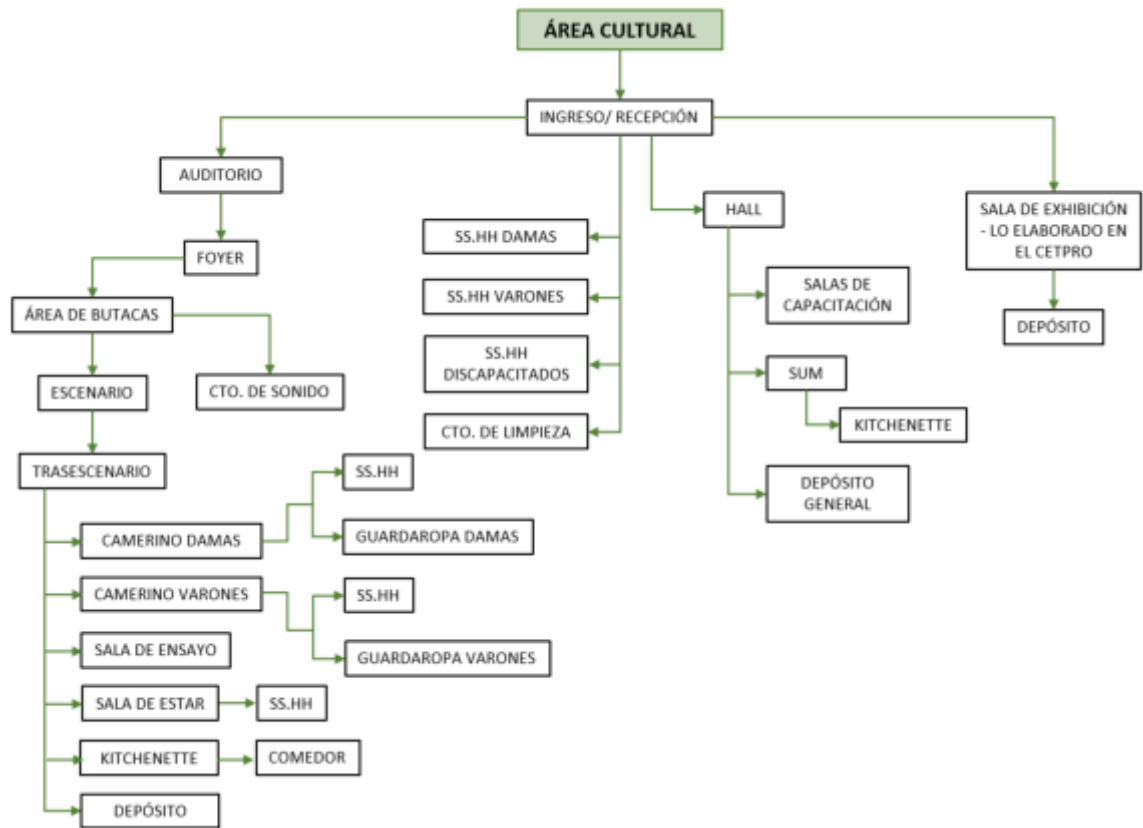 ÁREA CULTURAL
INGRESO/ RECEPCIÓN
AUDITORIO
FOYER
ÁREA DE BUTACAS
ESCENARIO
CTO. DE SONIDO
TRASESCENARIO
CAMERINO DAMAS
SS.HH
GUARDAROPA DAMAS
CAMERINO VARONES
SS.HH
GUARDAROPA VARONES
SALA DE ENSAYO
SALA DE ESTAR
SS.HH
KITCHENETTE
COMEDOR
DEPÓSITO
SS.HH DAMAS
SS.HH VARONES
SS.HH
DISCAPACITADOS
CTO. DE LIMPIEZA
HALL
SALAS DE
CAPACITACIÓN
SUM
KITCHENETTE
DEPÓSITO
GENERAL
SALA DE EXHIBICIÓN
- LO ELABORADO EN
EL CETPRO
DEPÓSITO